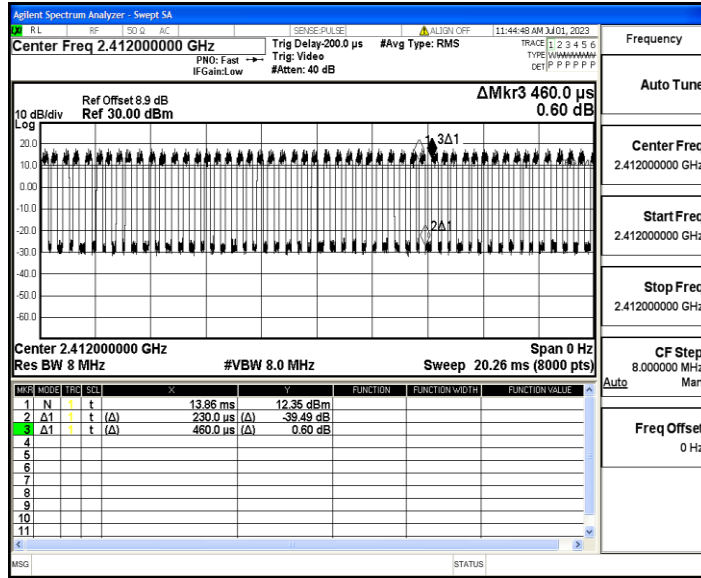 Agilent Spectrum Analyzer - Swept SA
RL RF 50 Ω AC SENSE:PULSE ALIGN OFF 11:44:48 AM Jul 01, 2023
Center Freq 2.412000000 GHz
PNO: Fast
IFGain:Low
Trig Delay-200.0 µs
Trig: Video
#Atten: 40 dB
#Avg Type: RMS
TRACE 1 2 3 4 5 6
TYPE
DET P P P P P P
Frequency
Auto Tune
Center Freq
2.412000000 GHz
Start Freq
2.412000000 GHz
Stop Freq
2.412000000 GHz
CF Step
8.000000 MHz
Auto Man
Freq Offset
0 Hz
ΔMkr3 460.0 µs
0.60 dB
Ref Offset 8.9 dB
10 dB/div Ref 30.00 dBm
Log
20.0
10.0
0.00
-10.0
-20.0
-30.0
-40.0
-50.0
-60.0
1 3Δ1
2Δ1
Center 2.412000000 GHz Span 0 Hz
Res BW 8 MHz #VBW 8.0 MHz Sweep 20.26 ms (8000 pts)
MKR MODE TRC SCL X Y FUNCTION FUNCTION WIDTH FUNCTION VALUE
1 N 1 t 13.86 ms 12.35 dBm
2 Δ1 1 t (Δ) 230.0 µs (Δ) -39.49 dB
3 Δ1 1 t (Δ) 460.0 µs (Δ) 0.60 dB
4
5
6
7
8
9
10
11
MSG STATUS